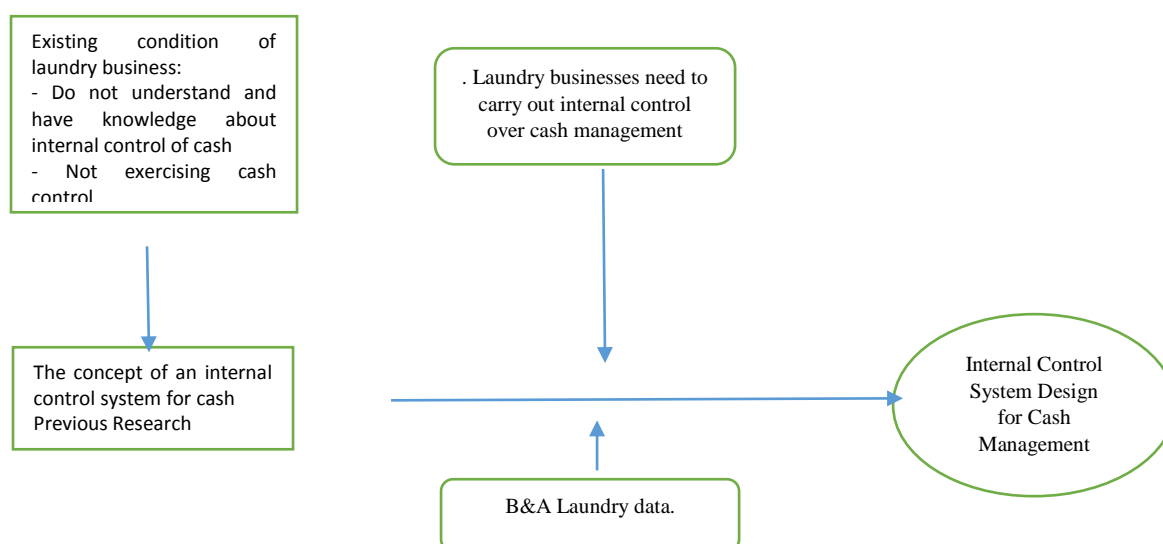 Existing condition of
laundry business:
- Do not understand and
have knowledge about
internal control of cash
- Not exercising cash
control
. Laundry businesses need to
carry out internal control
over cash management
The concept of an internal
control system for cash
Previous Research
Internal Control
System Design
for Cash
Management
B&A Laundry data.